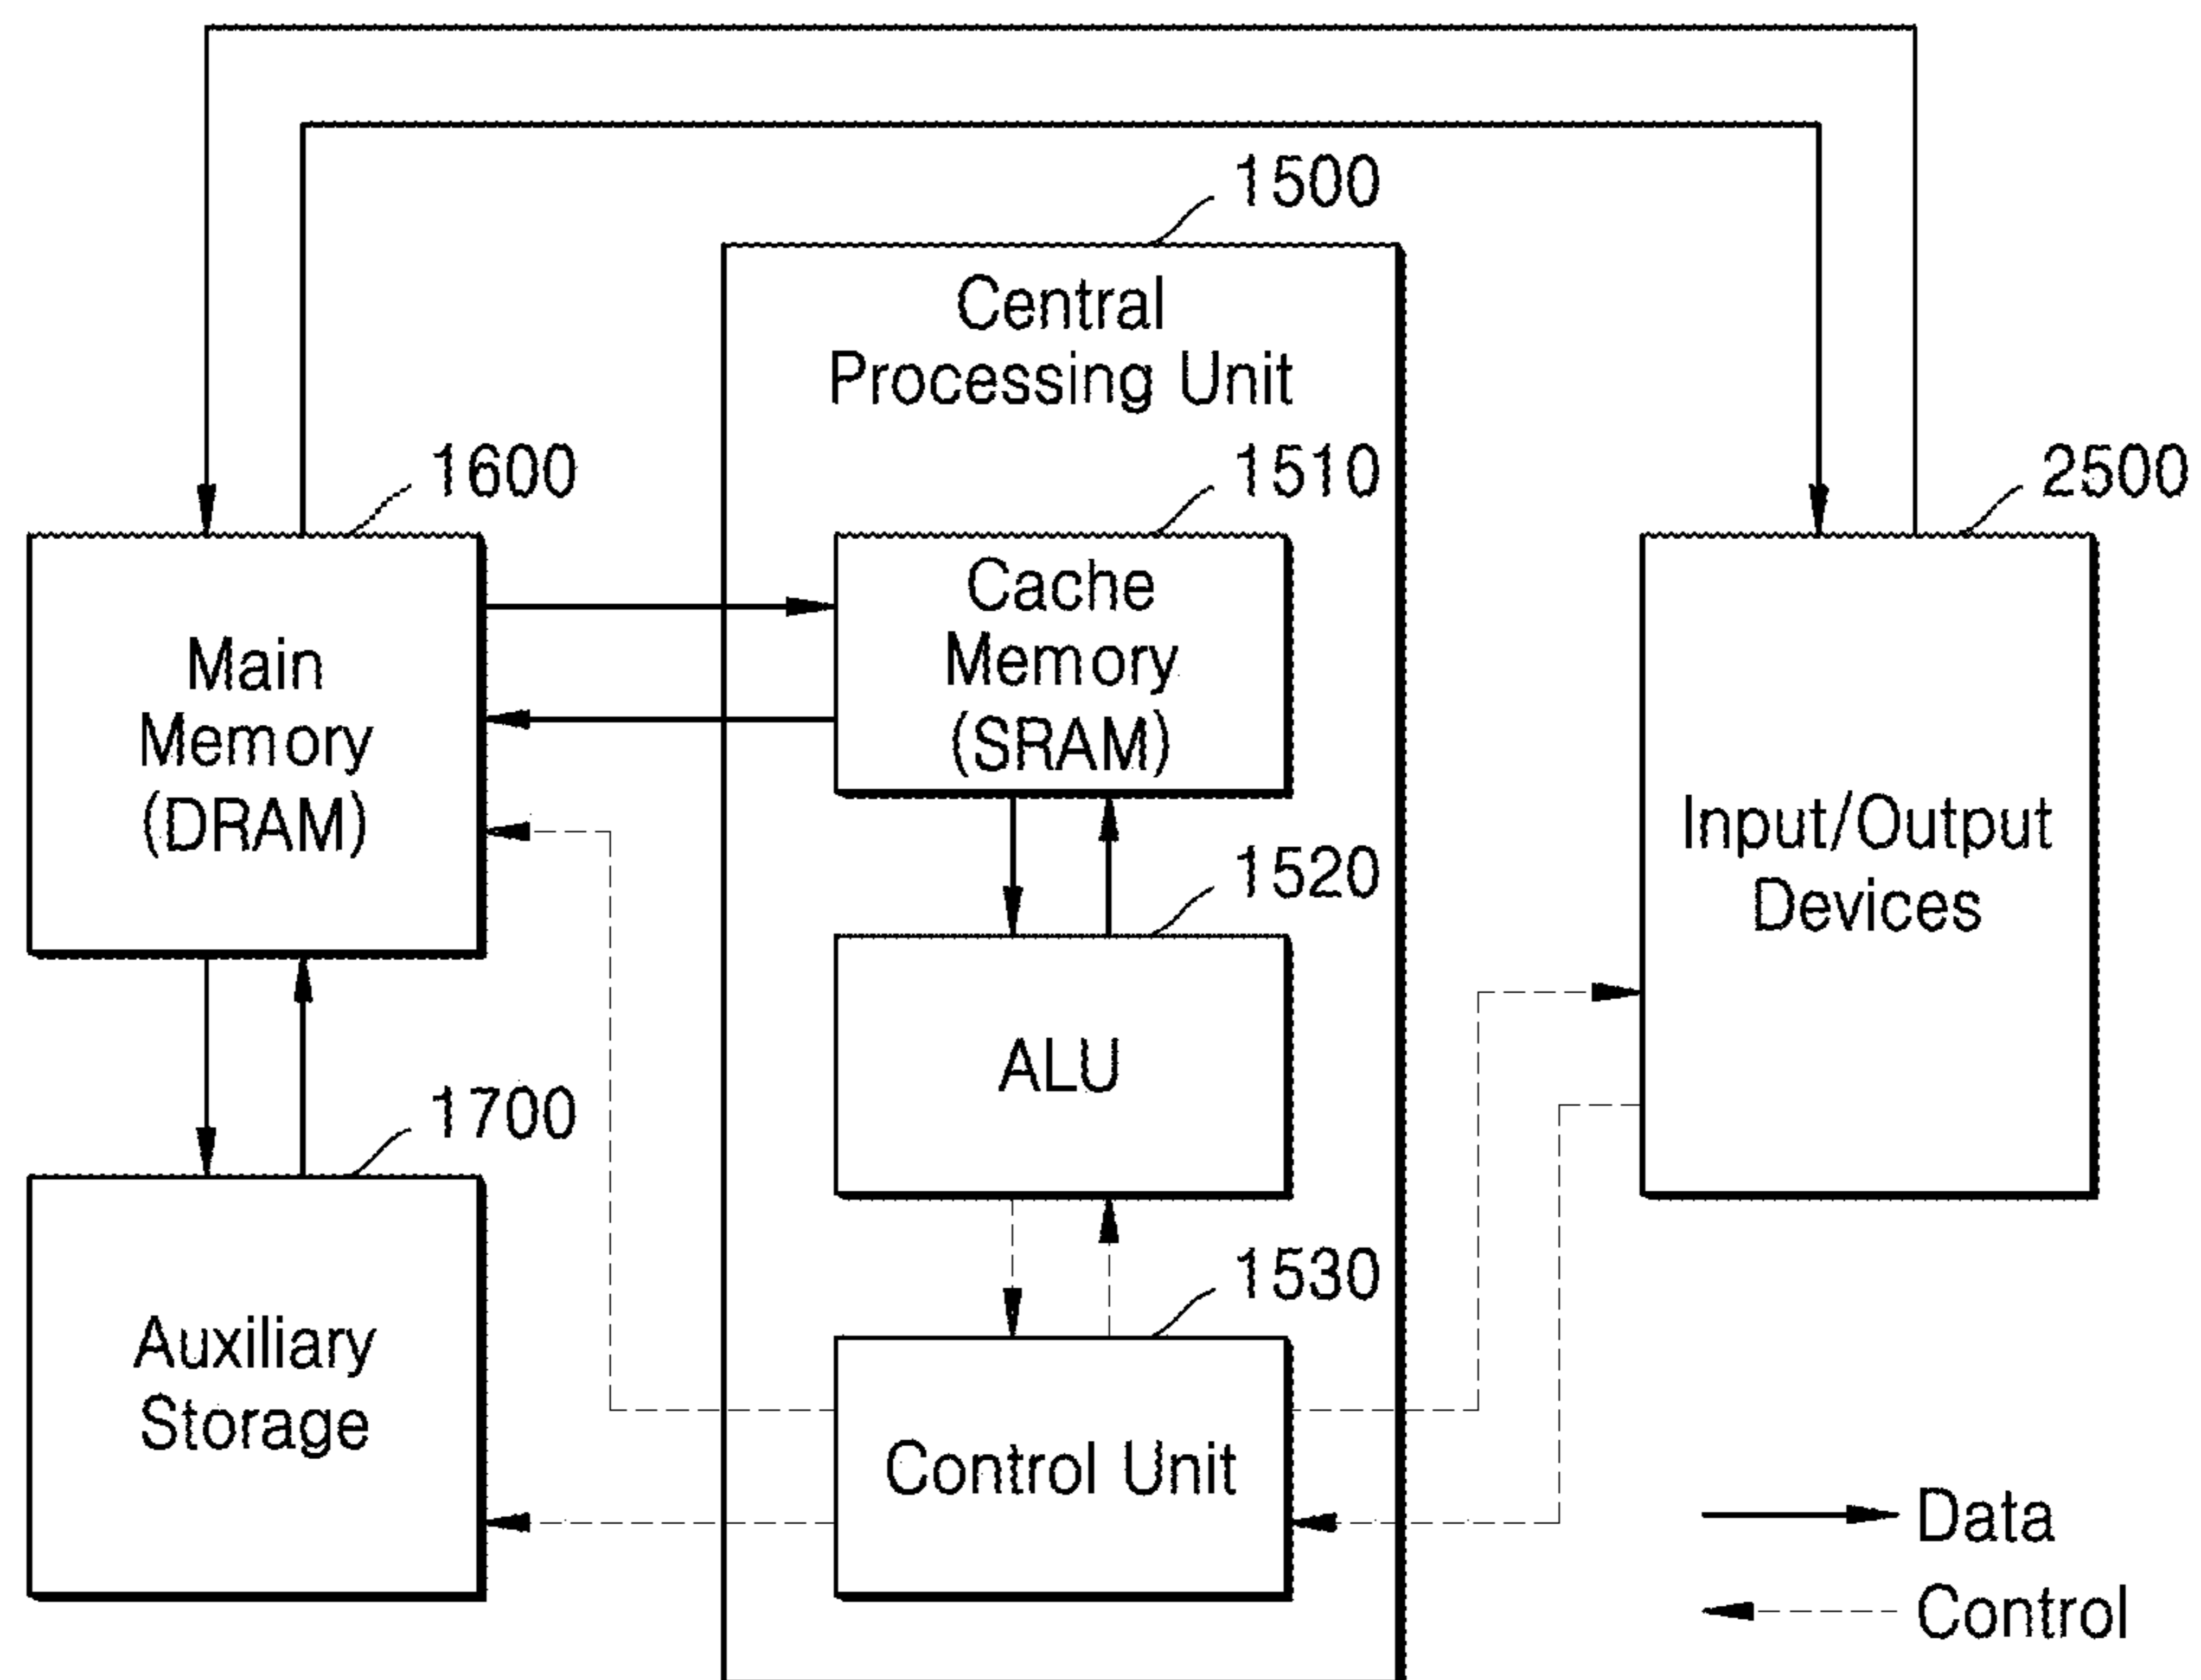 1500
Central
Processing Unit
1600
1510
2500
Main
Memory
(DRAM)
Cache
Memory
(SRAM)
Input/Output
Devices
1520
ALU
1700
Auxiliary
Storage
1530
Control Unit
Data
Control